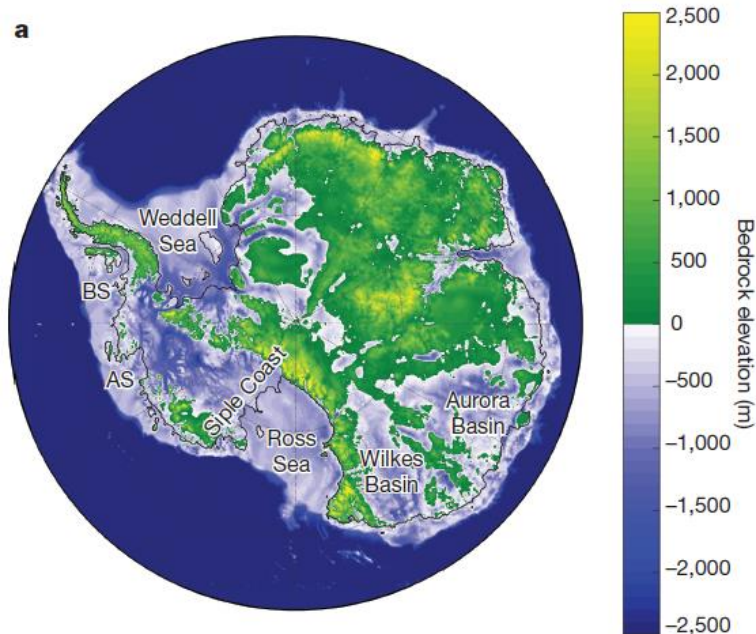 a
Weddell
Sea
BS
AS
Siple Coast
Ross
Sea
Wilkes
Basin
Aurora
Basin
2,500
2,000
1,500
1,000
500
0
–500
–1,000
–1,500
–2,000
–2,500
Bedrock elevation (m)